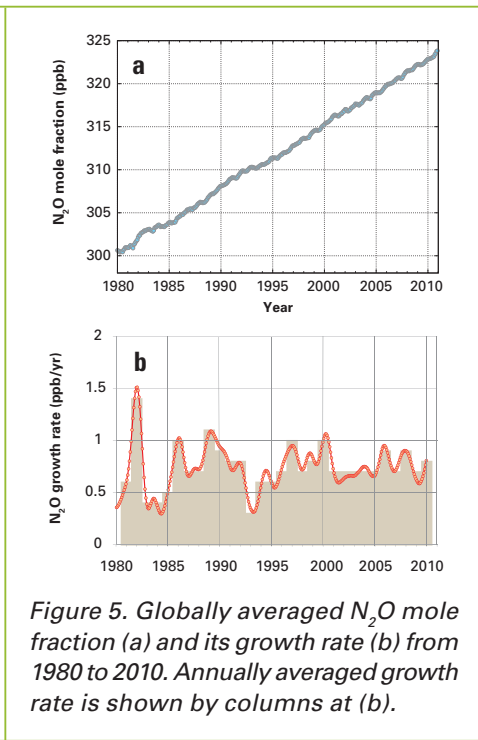 325
320
315
310
305
300
N₂O mole fraction (ppb)
a
1980 1985 1990 1995 2000 2005 2010
Year
2
1.5
1
0.5
0
N₂O growth rate (ppb/yr)
b
1980 1985 1990 1995 2000 2005 2010
Figure 5. Globally averaged N₂O mole
fraction (a) and its growth rate (b) from
1980 to 2010. Annually averaged growth
rate is shown by columns at (b).